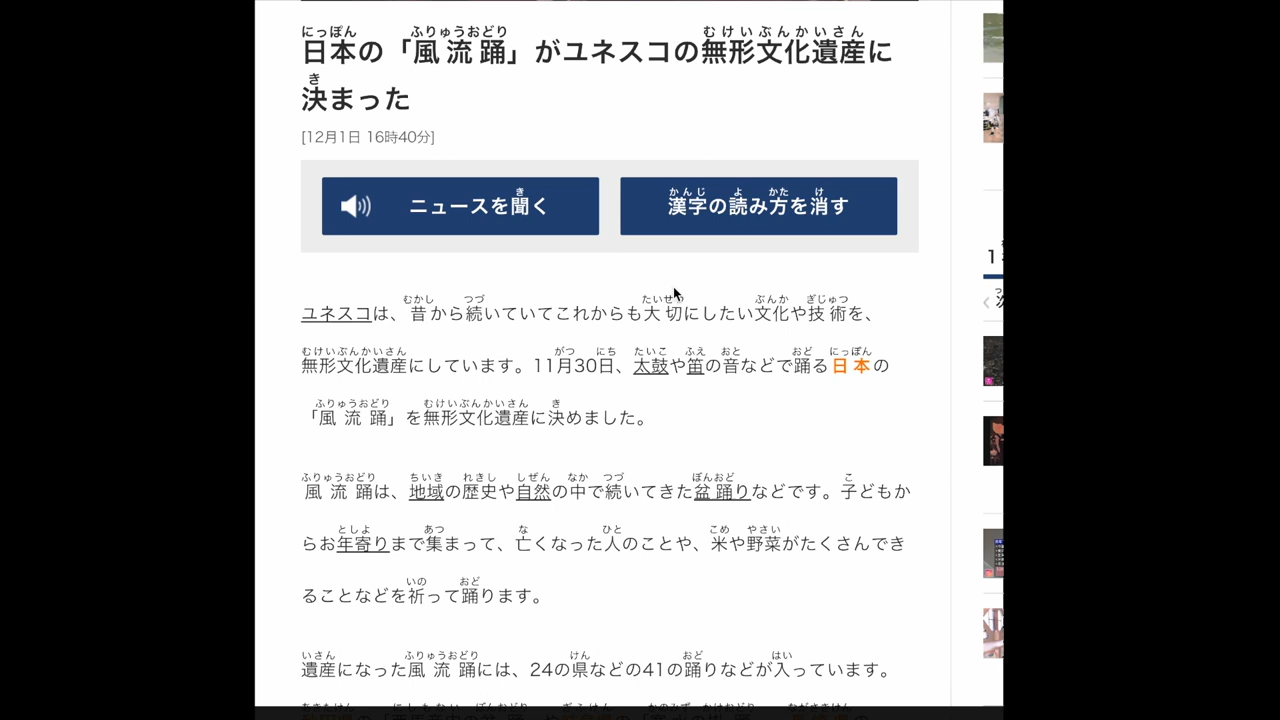 日本の「風流踊」がユネスコの無形文化遺産に
決まった
[12月1日 16時40分]
ニュースを聞く
漢字の読み方を消す
ユネスコは、昔から続いていてこれからも大切にしたい文化や技術を、
無形文化遺産にしています。11月30日、太鼓や笛の音などで踊る日本の
「風流踊」を無形文化遺産に決めました。
風流踊は、地域の歴史や自然の中で続いてきた盆踊りなどです。子どもか
らお年寄りまで集まって、亡くなった人のことや、米や野菜がたくさんでき
ることなどを祈って踊ります。
遺産になった風流踊には、24の県などの41の踊りなどが入っています。